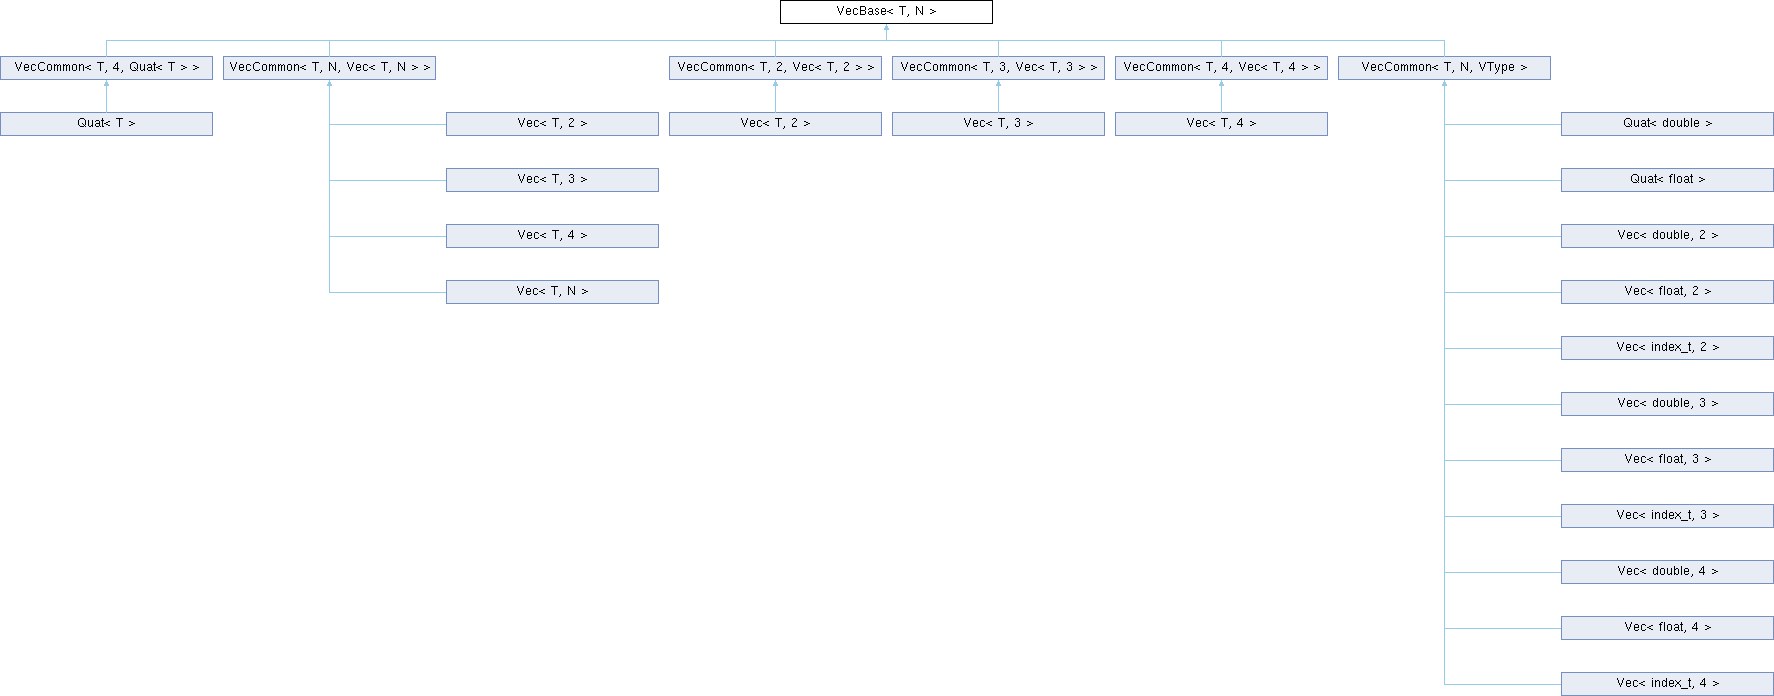 VecBase< T, N >
VecCommon< T, 4, Quat< T > >
VecCommon< T, N, Vec< T, N > >
VecCommon< T, 2, Vec< T, 2 > >
VecCommon< T, 3, Vec< T, 3 > >
VecCommon< T, 4, Vec< T, 4 > >
VecCommon< T, N, VType >
Quat< T >
Vec< T, 2 >
Vec< T, 2 >
Vec< T, 3 >
Vec< T, 4 >
Quat< double >
Vec< T, 3 >
Quat< float >
Vec< T, 4 >
Vec< double, 2 >
Vec< T, N >
Vec< float, 2 >
Vec< index_t, 2 >
Vec< double, 3 >
Vec< float, 3 >
Vec< index_t, 3 >
Vec< double, 4 >
Vec< float, 4 >
Vec< index_t, 4 >